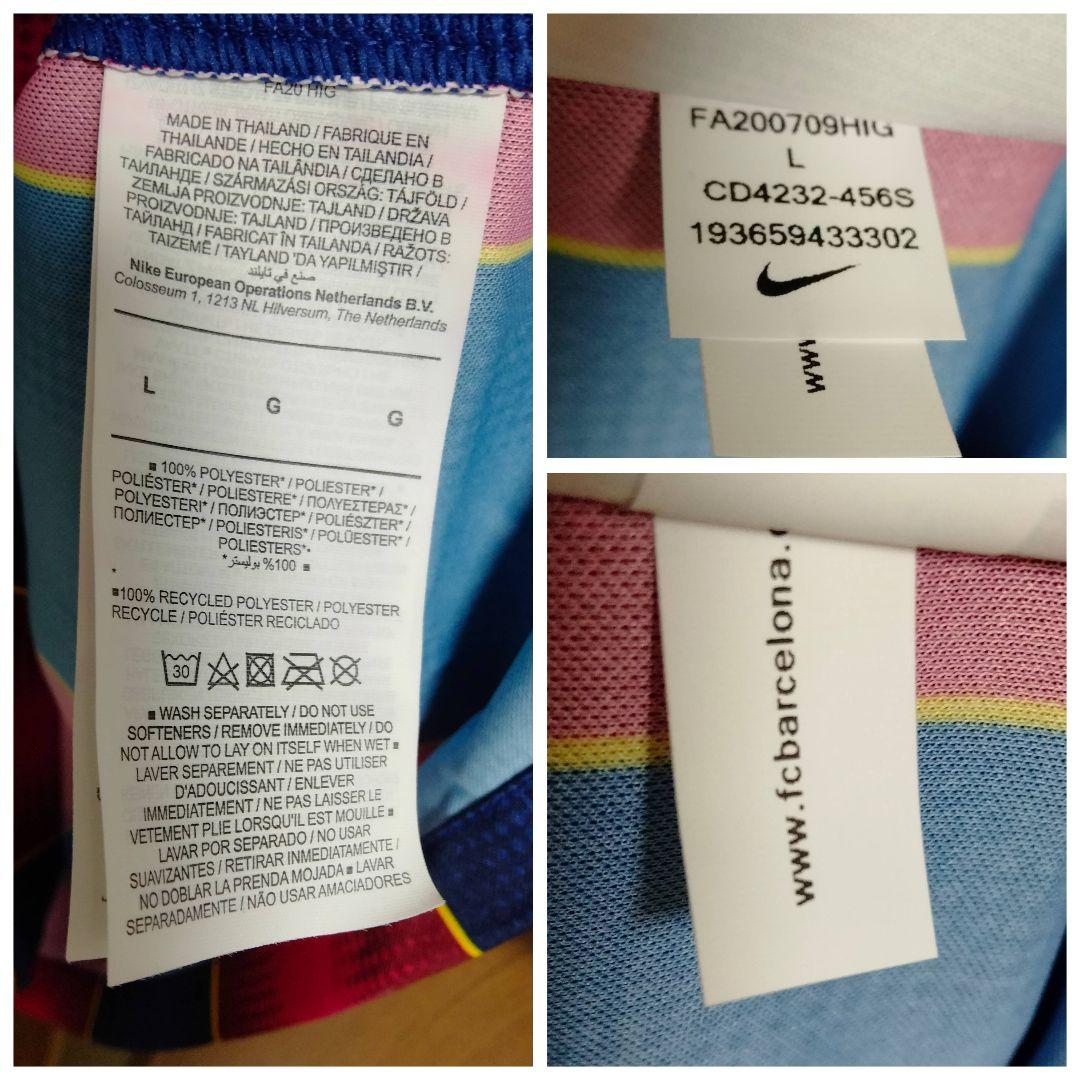 FA20 HIG
MADE IN THAILAND / FABRIQUE EN
THAILANDE / HECHO EN TAILANDIA /
FABRICADO NA TAILÂNDIA / СДЕЛАНО В
ТАИЛАНДЕ / SZÁRMAZÁSI ORSZÁG: TÁJFÖLD /
ZEMLJA PROIZVODNJE: TAJLAND / DRŽAVA
PROIZVODNJE: TAJLAND / ПРОИЗВЕДЕНО В
ТАЙЛАНД / FABRICAT ÎN TAILANDA / RAŽOTS:
TAIZEMĒ / TAYLAND 'DA YAPILMIŞTIR /
صنع في تايلند
Nike European Operations Netherlands B.V.
Colosseum 1, 1213 NL Hilversum, The Netherlands
L G G
100% POLYESTER* / POLIESTER* /
POLIÉSTER* / POLIESTERE* / ΠΟΛΥΕΣΤΕΡΑΣ* /
POLYESTERI* / ПОЛИЭСТЕР* / POLIÉSZTER* /
ПОЛИЕСТЕР* / POLIESTERIS* / POLÜESTER* /
POLIESTERS*
*100% بوليستر
*
100% RECYCLED POLYESTER / POLYESTER
RECYCLE / POLIÉSTER RECICLADO
30
WASH SEPARATELY / DO NOT USE
SOFTENERS / REMOVE IMMEDIATELY / DO
NOT ALLOW TO LAY ON ITSELF WHEN WET
LAVER SEPAREMENT / NE PAS UTILISER
D'ADOUCISSANT / ENLEVER
IMMEDIATEMENT / NE PAS LAISSER LE
VETEMENT PLIE LORSQU'IL EST MOUILLE
LAVAR POR SEPARADO / NO USAR
SUAVIZANTES / RETIRAR INMEDIATAMENTE /
NO DOBLAR LA PRENDA MOJADA ■ LAVAR
SEPARADAMENTE / NÃO USAR AMACIADORES
FA200709HIG
L
CD4232-456S
193659433302
www
www.fcbarcelona.